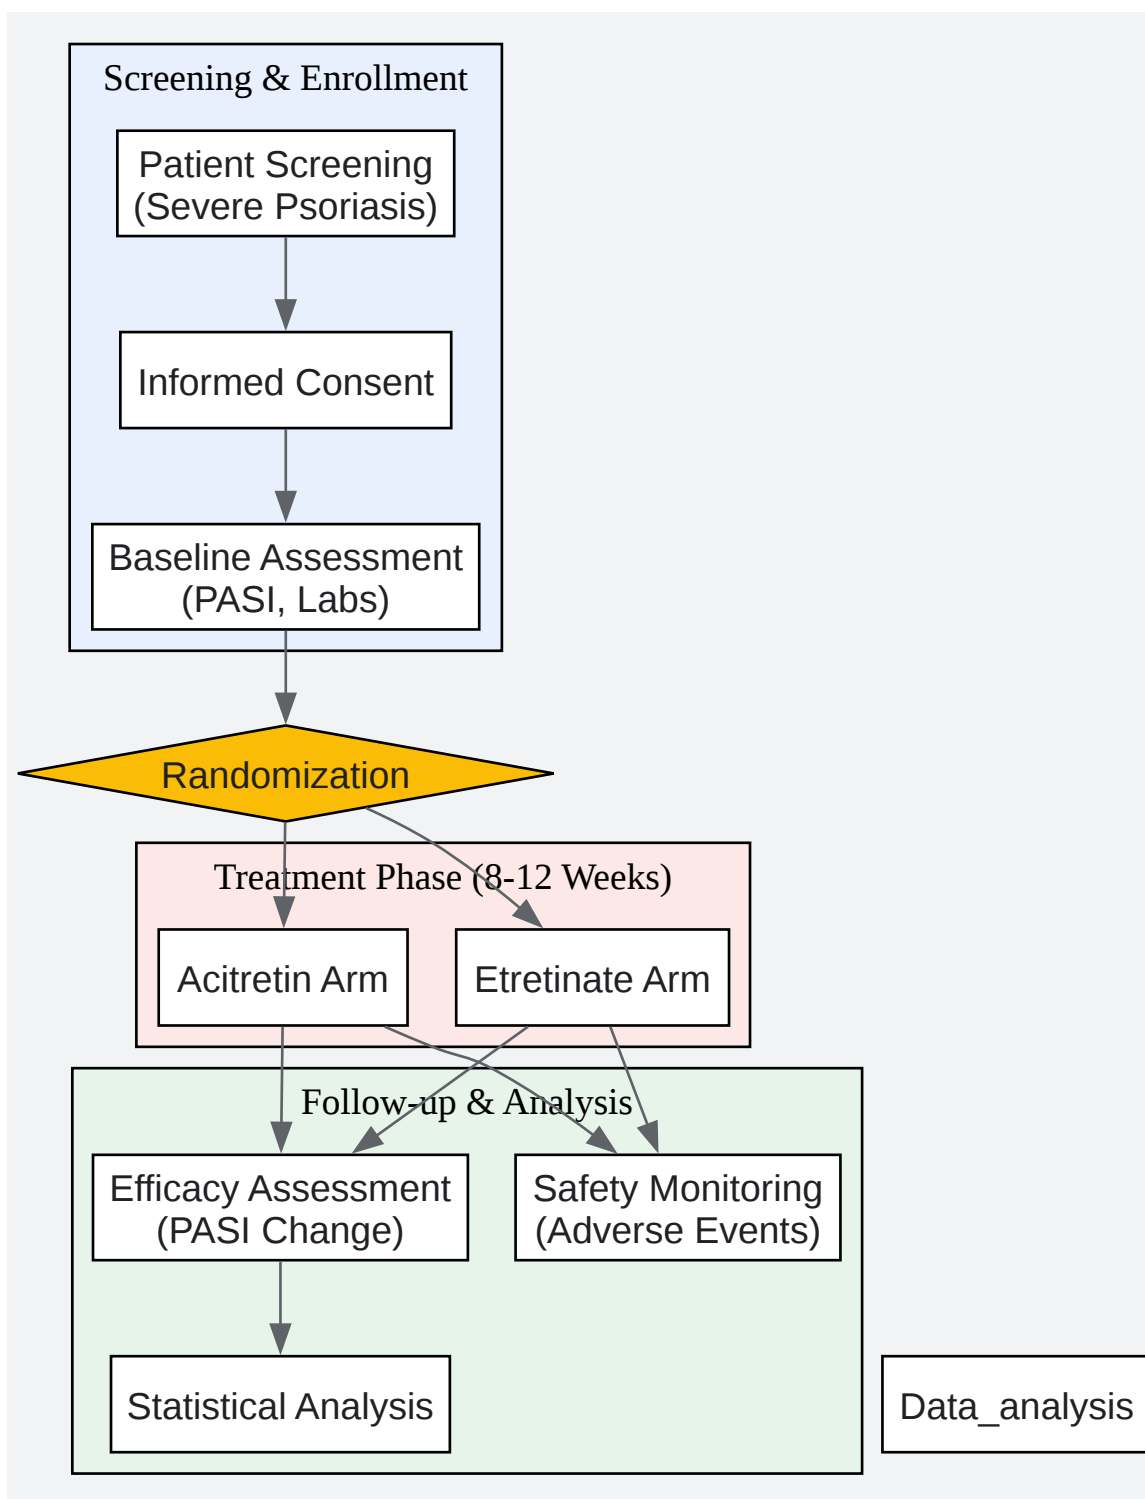 Screening & Enrollment
Patient Screening
(Severe Psoriasis)
Informed Consent
Baseline Assessment
(PASI, Labs)
Randomization
Treatment Phase (8-12 Weeks)
Acitretin Arm
Etretinate Arm
Follow-up & Analysis
Efficacy Assessment
(PASI Change)
Safety Monitoring
(Adverse Events)
Statistical Analysis
Data_analysis